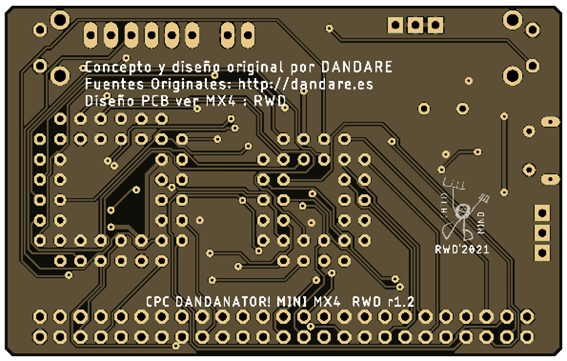 Concepto y diseño original por DANDARE
Fuentes Originales: http://dandare.es
Diseño PCB ver MX4 : RWD
MIND
RWD'2021
CPC DANDANATOR! MINI MX4 RWD r1.2